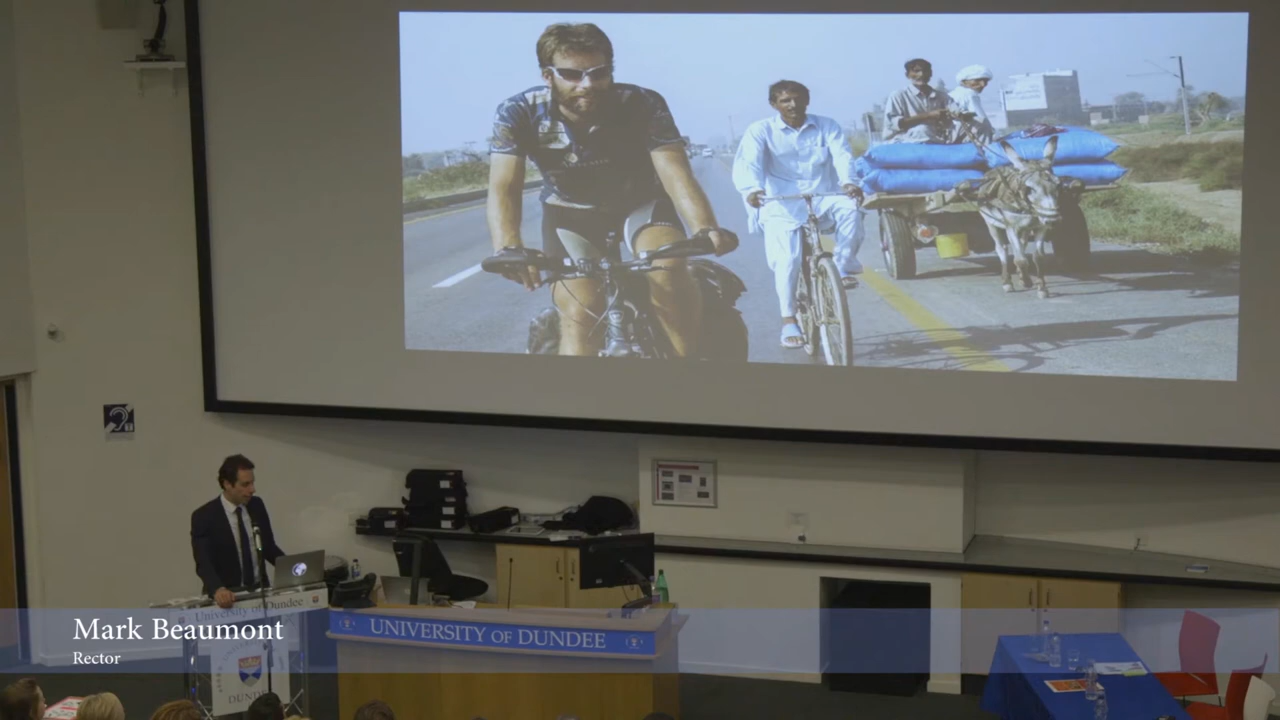 University of Dundee
Mark Beaumont
Rector
UNIVERSITY OF DUNDEE
DUNDEE